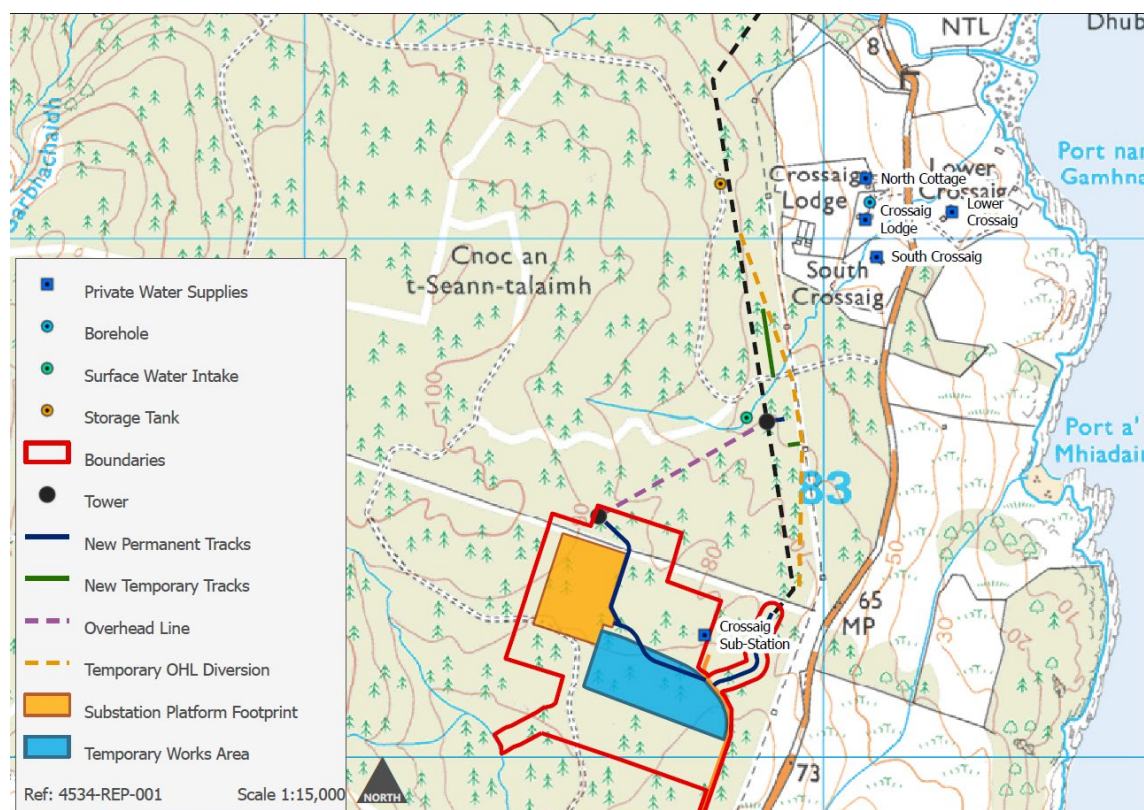 NTL
Dhub
8
arbhachaidh
Port nan
Gamhna
North Cottage
Crossaig
Lodge
Lower
Crossaig
Crossaig
Lodge
Lower
Crossaig
Cnoc an
t-Seann-talaimh
South Crossaig
South
Crossaig
Private Water Supplies
Borehole
Surface Water Intake
Storage Tank
Boundaries
Tower
New Permanent Tracks
New Temporary Tracks
Overhead Line
Temporary OHL Diversion
Substation Platform Footprint
Temporary Works Area
Ref: 4534-REP-001
Scale 1:15,000
NORTH
100
Port a'
Mhiadair
83
80
50
65
MP
30
20
10
Crossaig
Sub-Station
73